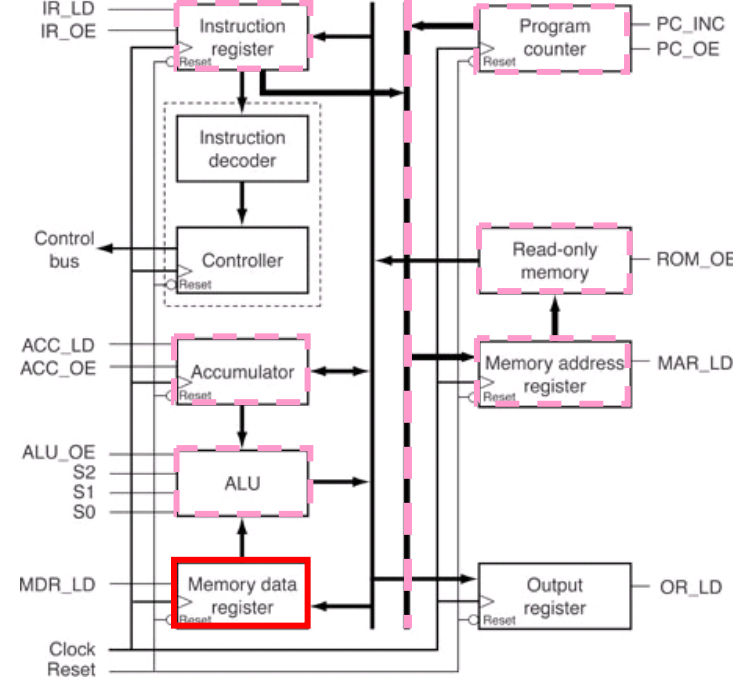 IR_LD
IR_OE
Instruction
register
Reset
Program
counter
Reset
PC_INC
PC_OE
Instruction
decoder
Control
bus
Controller
Reset
Read-only
memory
ROM_OE
ACC_LD
ACC_OE
Accumulator
Reset
Memory address
register
Reset
MAR_LD
ALU_OE
S2
S1
S0
ALU
MDR_LD
Memory data
register
Reset
Output
register
Reset
OR_LD
Clock
Reset